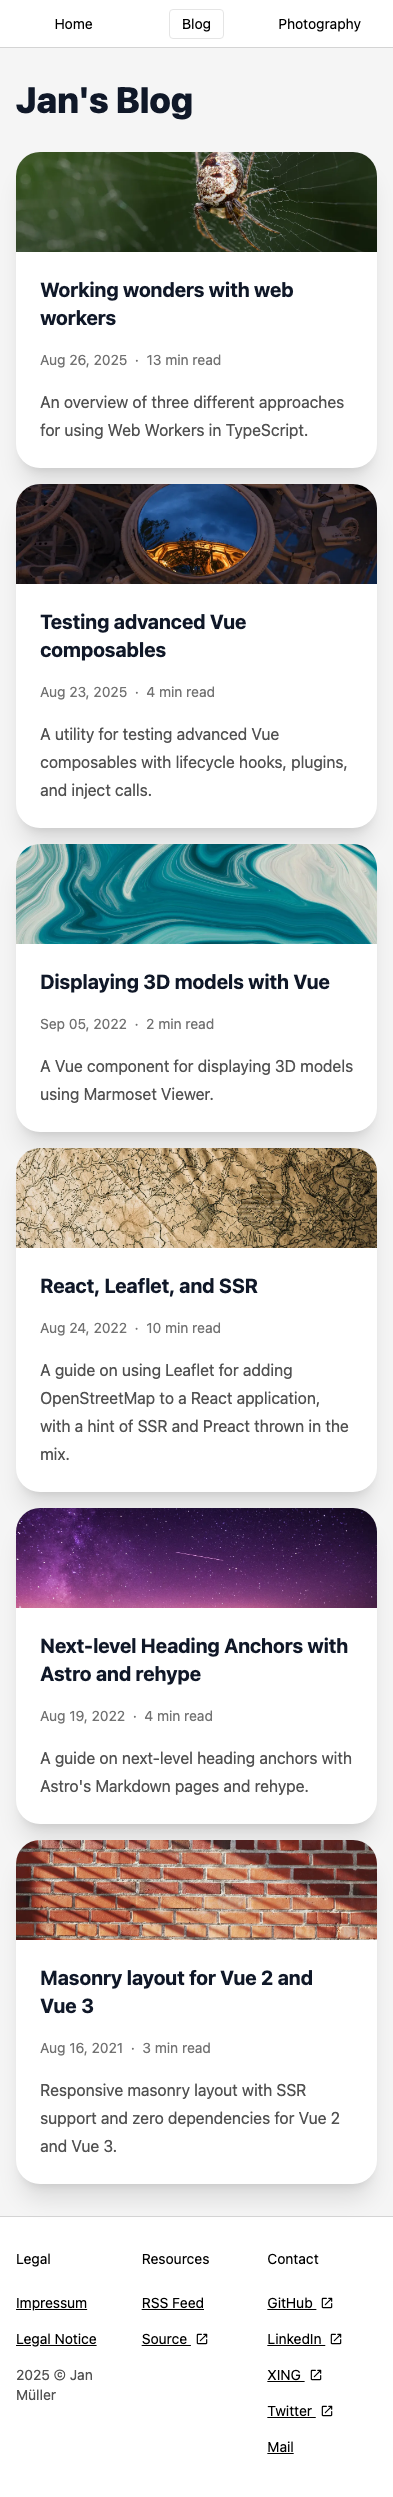 Home Blog Photography
Jan's Blog
Working wonders with web
workers
Aug 26, 2025 · 13 min read
An overview of three different approaches
for using Web Workers in TypeScript.
Testing advanced Vue
composables
Aug 23, 2025 · 4 min read
A utility for testing advanced Vue
composables with lifecycle hooks, plugins,
and inject calls.
Displaying 3D models with Vue
Sep 05, 2022 · 2 min read
A Vue component for displaying 3D models
using Marmoset Viewer.
React, Leaflet, and SSR
Aug 24, 2022 · 10 min read
A guide on using Leaflet for adding
OpenStreetMap to a React application,
with a hint of SSR and Preact thrown in the
mix.
Next-level Heading Anchors with
Astro and rehype
Aug 19, 2022 · 4 min read
A guide on next-level heading anchors with
Astro's Markdown pages and rehype.
Masonry layout for Vue 2 and
Vue 3
Aug 16, 2021 · 3 min read
Responsive masonry layout with SSR
support and zero dependencies for Vue 2
and Vue 3.
Legal
Impressum
Legal Notice
2025 © Jan
Müller
Resources
RSS Feed
Source
Contact
GitHub
LinkedIn
XING
Twitter
Mail